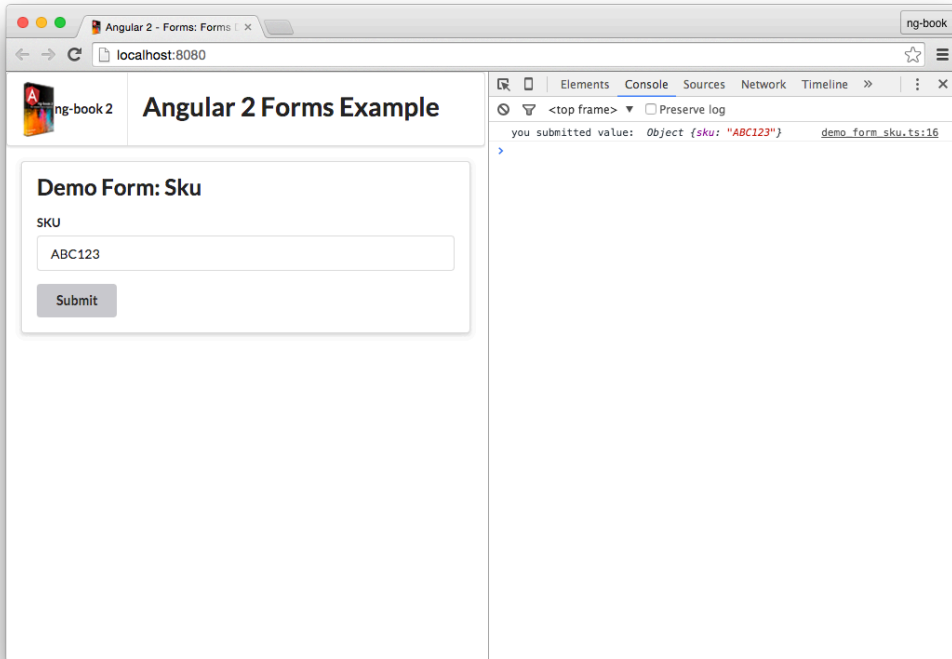 Angular 2 - Forms: Forms
ng-book
localhost:8080
ng-book 2
Angular 2 Forms Example
Demo Form: Sku
SKU
ABC123
Submit
Elements Console Sources Network Timeline »
<top frame> ▼ Preserve log
you submitted value: Object {sku: "ABC123"} demo_form_sku.ts:16
>